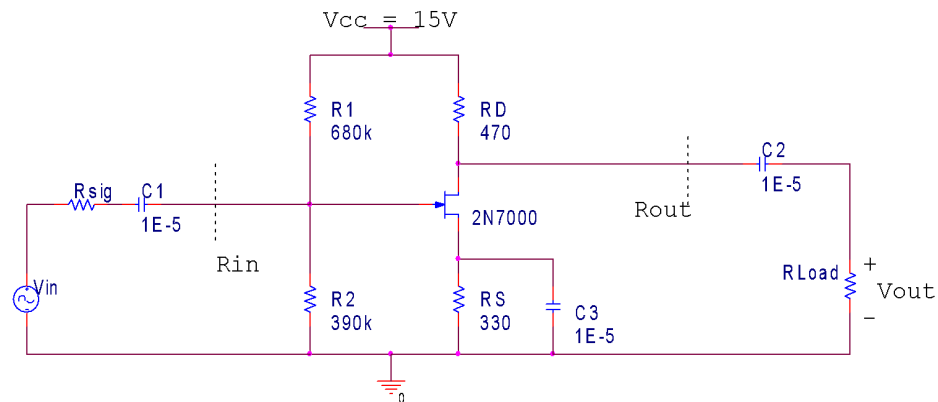 Vcc = 15V
R1
680k
RD
470
Rsig
C1
1E-5
C2
1E-5
2N7000
Rin
Rout
Vin
R2
390k
RS
330
C3
1E-5
RLoad
+
Vout
-
0